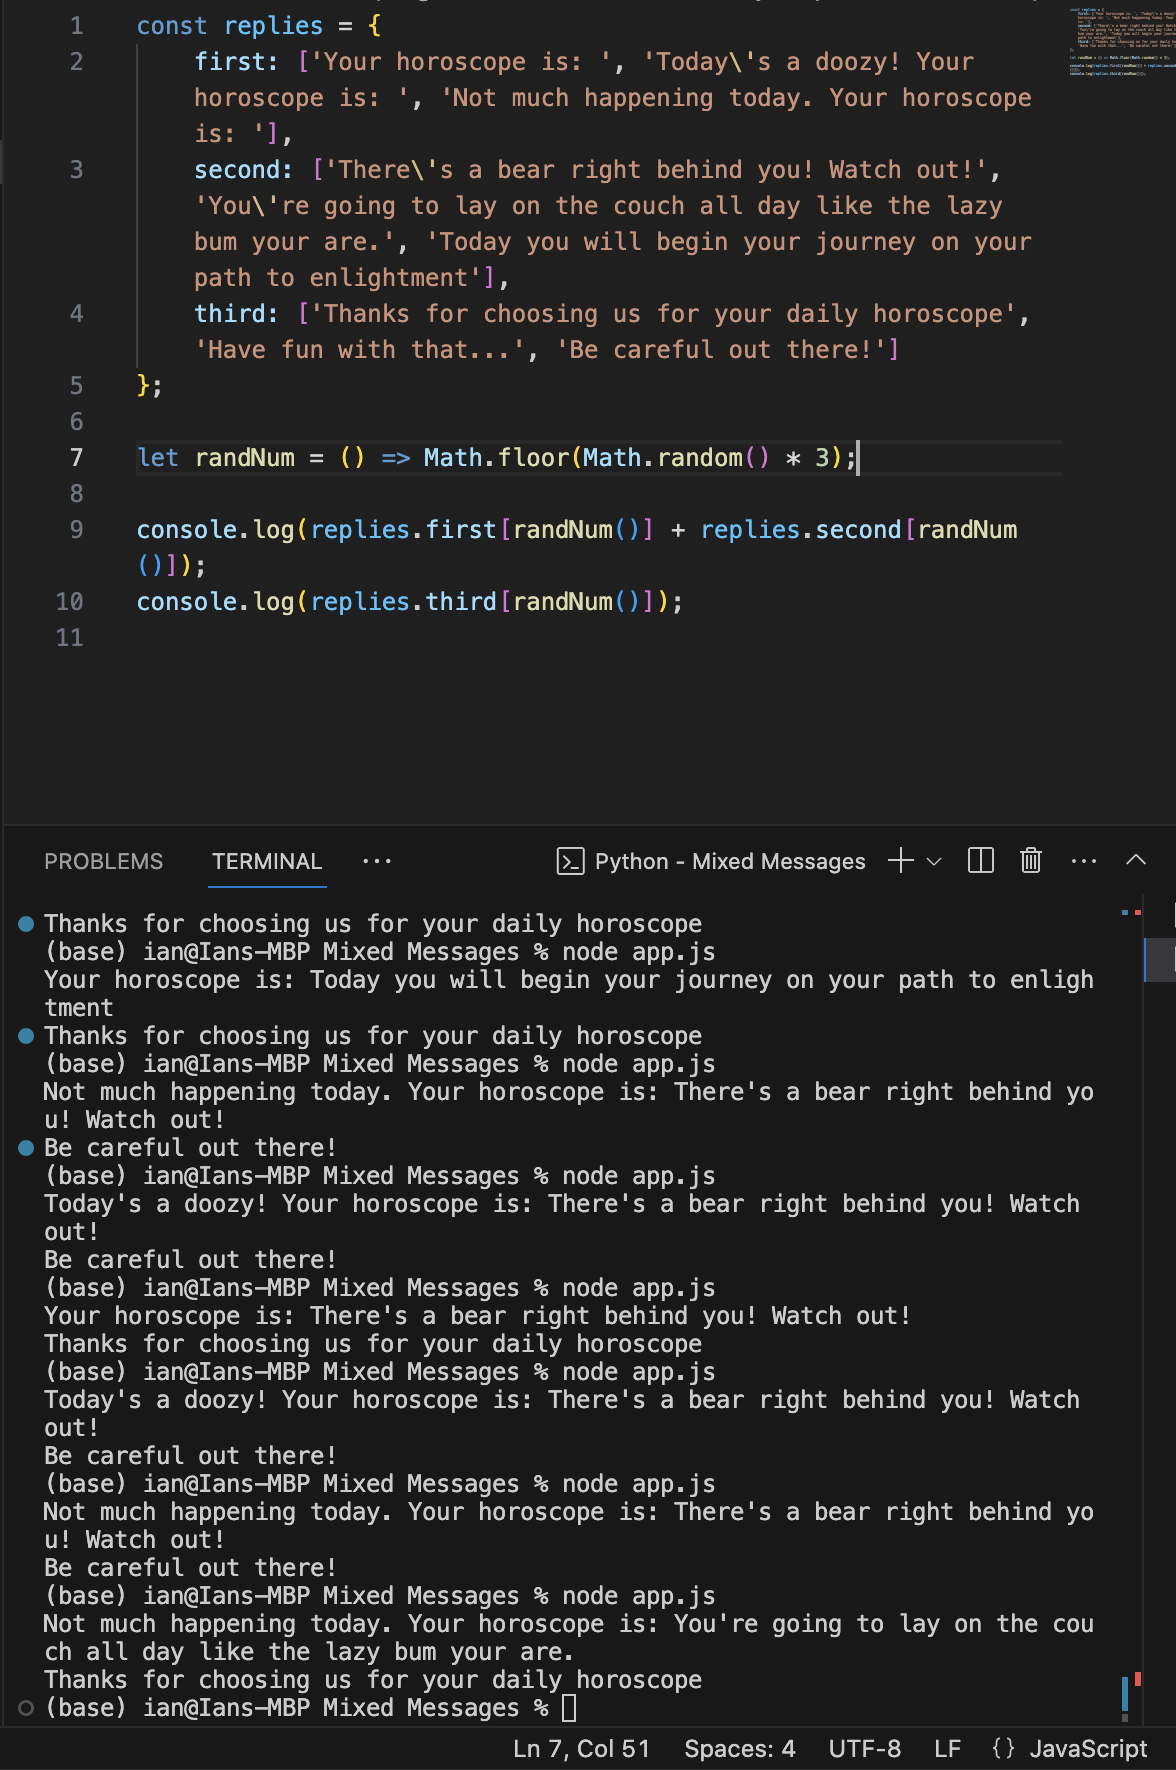 1 const replies = {
2 first: ['Your horoscope is: ', 'Today\'s a doozy! Your
horoscope is: ', 'Not much happening today. Your horoscope
is: '],
3 second: ['There\'s a bear right behind you! Watch out!',
'You\'re going to lay on the couch all day like the lazy
bum your are.', 'Today you will begin your journey on your
path to enlightment'],
4 third: ['Thanks for choosing us for your daily horoscope',
'Have fun with that...', 'Be careful out there!']
5 };
6
7 let randNum = () => Math.floor(Math.random() * 3);
8
9 console.log(replies.first[randNum()] + replies.second[randNum
()]);
10 console.log(replies.third[randNum()]);
11
PROBLEMS TERMINAL ··· Python - Mixed Messages
Thanks for choosing us for your daily horoscope
(base) ian@Ians-MBP Mixed Messages % node app.js
Your horoscope is: Today you will begin your journey on your path to enligh
tment
Thanks for choosing us for your daily horoscope
(base) ian@Ians-MBP Mixed Messages % node app.js
Not much happening today. Your horoscope is: There's a bear right behind yo
u! Watch out!
Be careful out there!
(base) ian@Ians-MBP Mixed Messages % node app.js
Today's a doozy! Your horoscope is: There's a bear right behind you! Watch
out!
Be careful out there!
(base) ian@Ians-MBP Mixed Messages % node app.js
Your horoscope is: There's a bear right behind you! Watch out!
Thanks for choosing us for your daily horoscope
(base) ian@Ians-MBP Mixed Messages % node app.js
Today's a doozy! Your horoscope is: There's a bear right behind you! Watch
out!
Be careful out there!
(base) ian@Ians-MBP Mixed Messages % node app.js
Not much happening today. Your horoscope is: There's a bear right behind yo
u! Watch out!
Be careful out there!
(base) ian@Ians-MBP Mixed Messages % node app.js
Not much happening today. Your horoscope is: You're going to lay on the cou
ch all day like the lazy bum your are.
Thanks for choosing us for your daily horoscope
(base) ian@Ians-MBP Mixed Messages %
Ln 7, Col 51 Spaces: 4 UTF-8 LF {} JavaScript